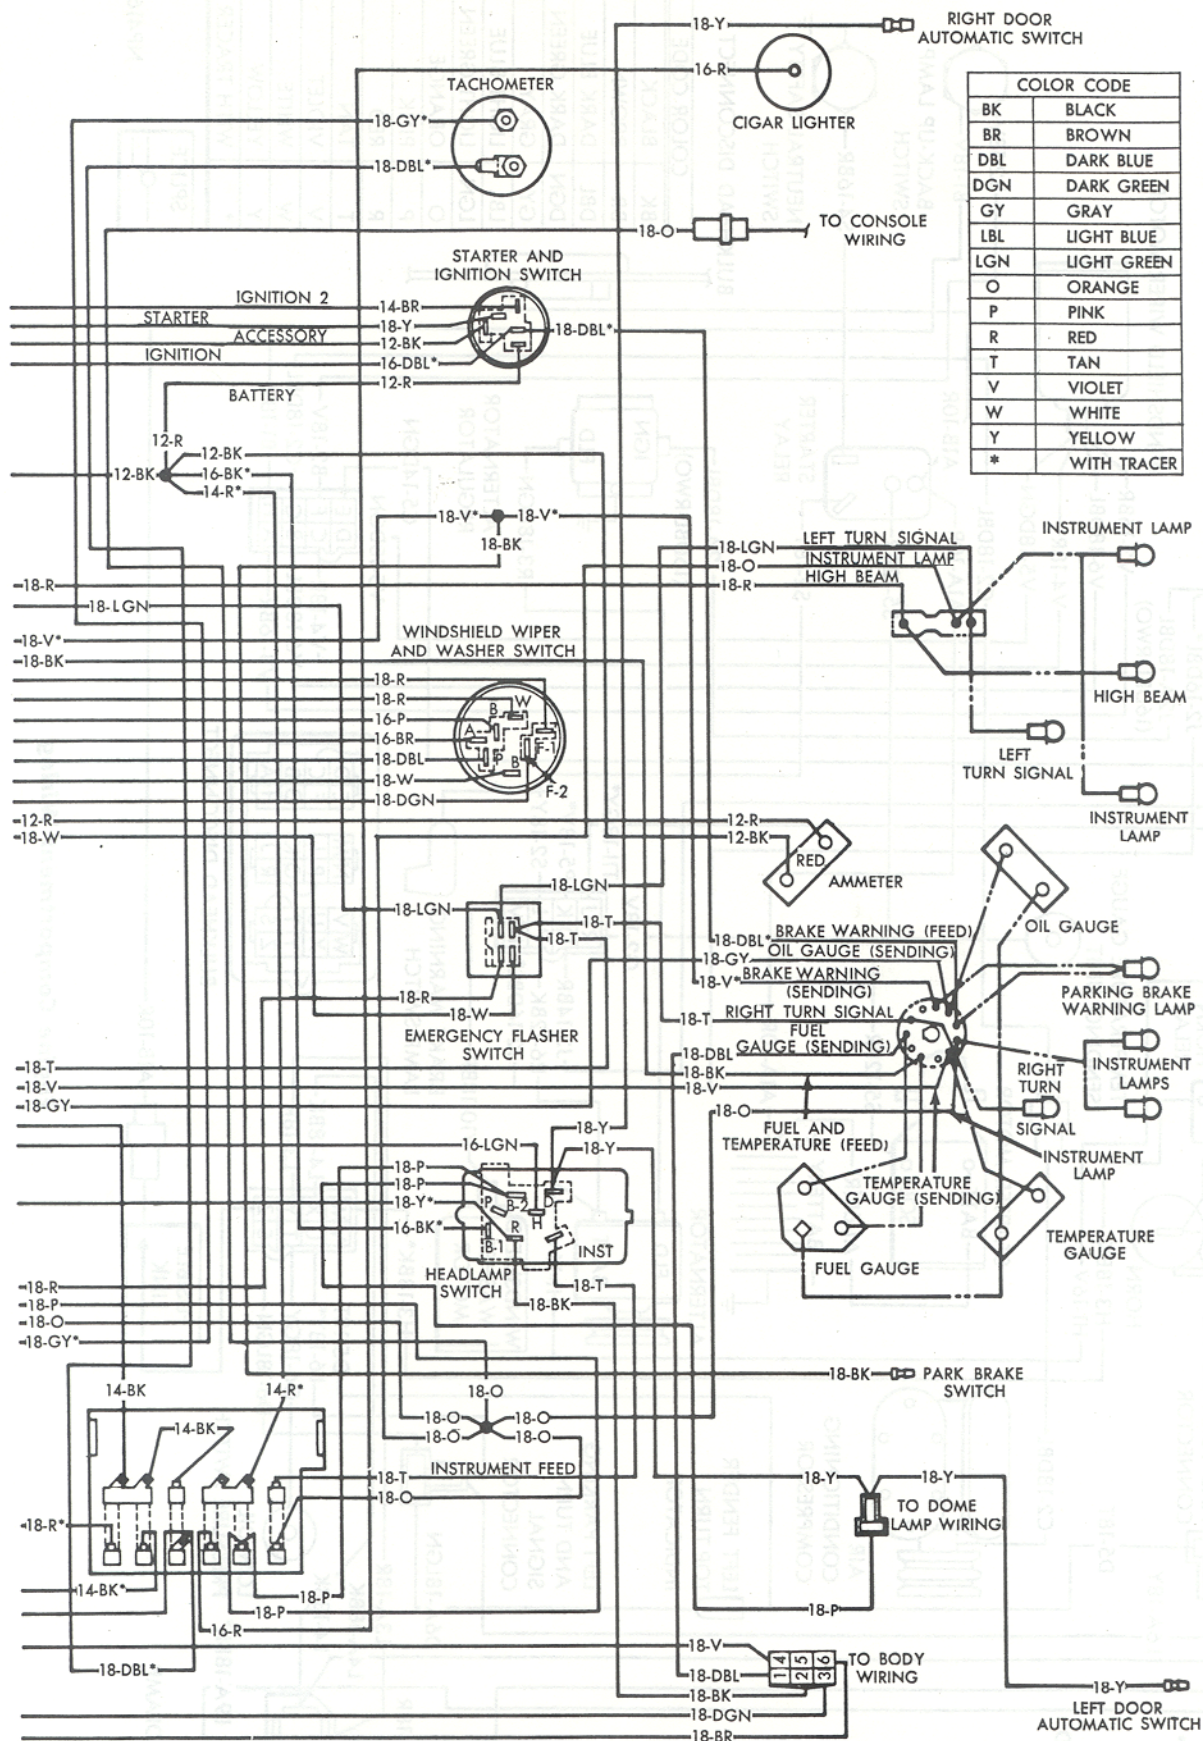 18-Y
RIGHT DOOR
AUTOMATIC SWITCH
16-R
CIGAR LIGHTER
TACHOMETER
18-GY*
18-DBL*
COLOR CODE
BK BLACK
BR BROWN
DBL DARK BLUE
DGN DARK GREEN
GY GRAY
LBL LIGHT BLUE
LGN LIGHT GREEN
O ORANGE
P PINK
R RED
T TAN
V VIOLET
W WHITE
Y YELLOW
* WITH TRACER
18-O
TO CONSOLE
WIRING
STARTER AND
IGNITION SWITCH
IGNITION 2
14-BR
STARTER
18-Y
18-DBL*
ACCESSORY
12-BK
IGNITION
16-DBL*
12-R
BATTERY
12-R
12-BK
12-BK
16-BK*
14-R*
18-V*
18-V*
18-BK
18-LGN
LEFT TURN SIGNAL
18-O
INSTRUMENT LAMP
18-R
HIGH BEAM
INSTRUMENT LAMP
HIGH BEAM
LEFT
TURN SIGNAL
INSTRUMENT
LAMP
18-R
18-LGN
18-V*
18-BK
WINDSHIELD WIPER
AND WASHER SWITCH
18-R
18-R
16-P
16-BR
18-DBL
18-W
18-DGN
B
W
A
P
B
F-1
F-2
12-R
18-W
12-R
12-BK
RED
AMMETER
OIL GAUGE
18-LGN
18-LGN
18-T
18-T
18-R
18-W
EMERGENCY FLASHER
SWITCH
18-DBL*
BRAKE WARNING (FEED)
18-GY
OIL GAUGE (SENDING)
18-V*
BRAKE WARNING
(SENDING)
18-T
RIGHT TURN SIGNAL
FUEL
GAUGE (SENDING)
18-DBL
18-BK
18-V
18-O
PARKING BRAKE
WARNING LAMP
INSTRUMENT
LAMPS
RIGHT
TURN
SIGNAL
FUEL AND
TEMPERATURE (FEED)
INSTRUMENT
LAMP
TEMPERATURE
GAUGE (SENDING)
TEMPERATURE
GAUGE
FUEL GAUGE
18-T
18-V
18-GY
16-LGN
18-Y
18-Y
18-P
18-P
18-Y*
16-BK*
P
B-2
D
H
R
B-1
INST
HEADLAMP
SWITCH
18-T
18-BK
18-R
18-P
18-O
18-GY*
14-BK
14-R*
18-O
18-BK
PARK BRAKE
SWITCH
14-BK
18-O
18-O
18-O
18-O
INSTRUMENT FEED
18-T
18-O
18-Y
18-Y
TO DOME
LAMP WIRING
18-R*
14-BK*
18-P
18-P
18-P
16-R
18-DBL*
18-V
18-DBL
18-BK
18-DGN
18-BR
4 5 6
1 2 3
TO BODY
WIRING
18-Y
LEFT DOOR
AUTOMATIC SWITCH